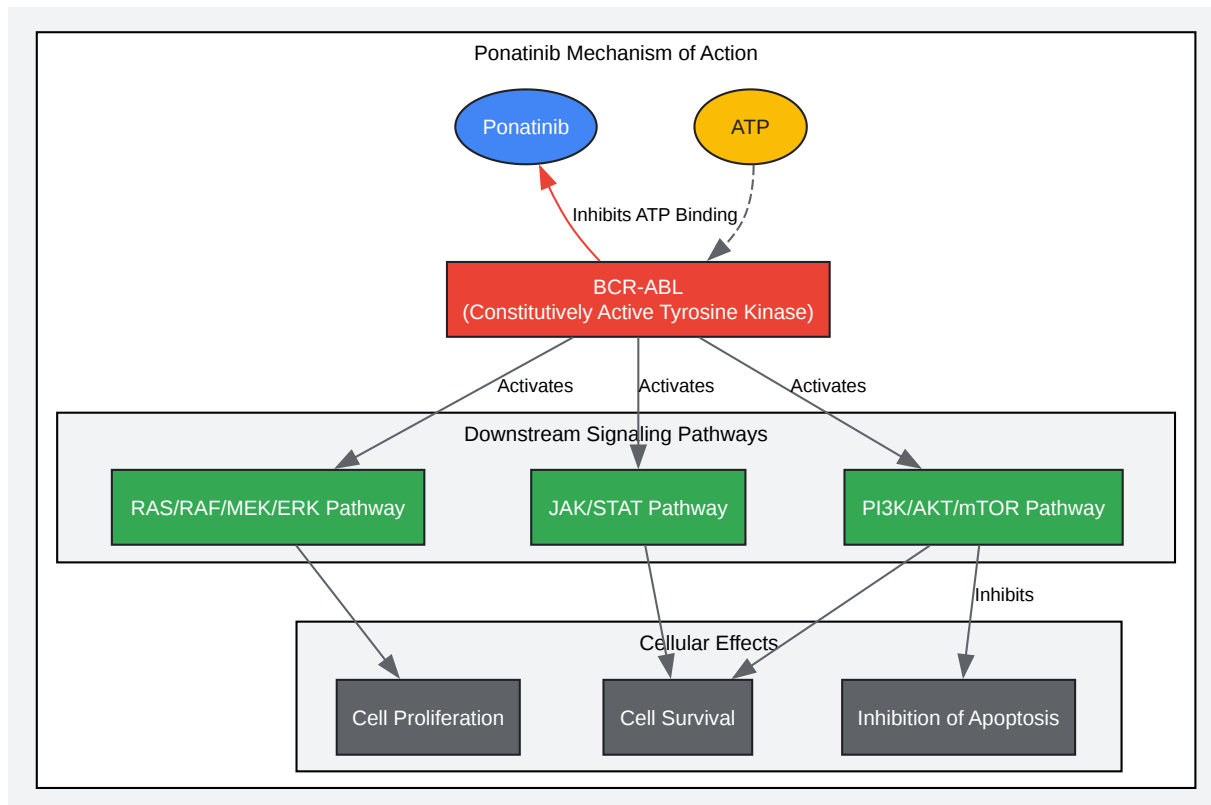 Ponatinib Mechanism of Action
Ponatinib
ATP
Inhibits ATP Binding
BCR-ABL
(Constitutively Active Tyrosine Kinase)
Activates
Activates
Activates
Downstream Signaling Pathways
RAS/RAF/MEK/ERK Pathway
JAK/STAT Pathway
PI3K/AKT/mTOR Pathway
Inhibits
Cellular Effects
Cell Proliferation
Cell Survival
Inhibition of Apoptosis